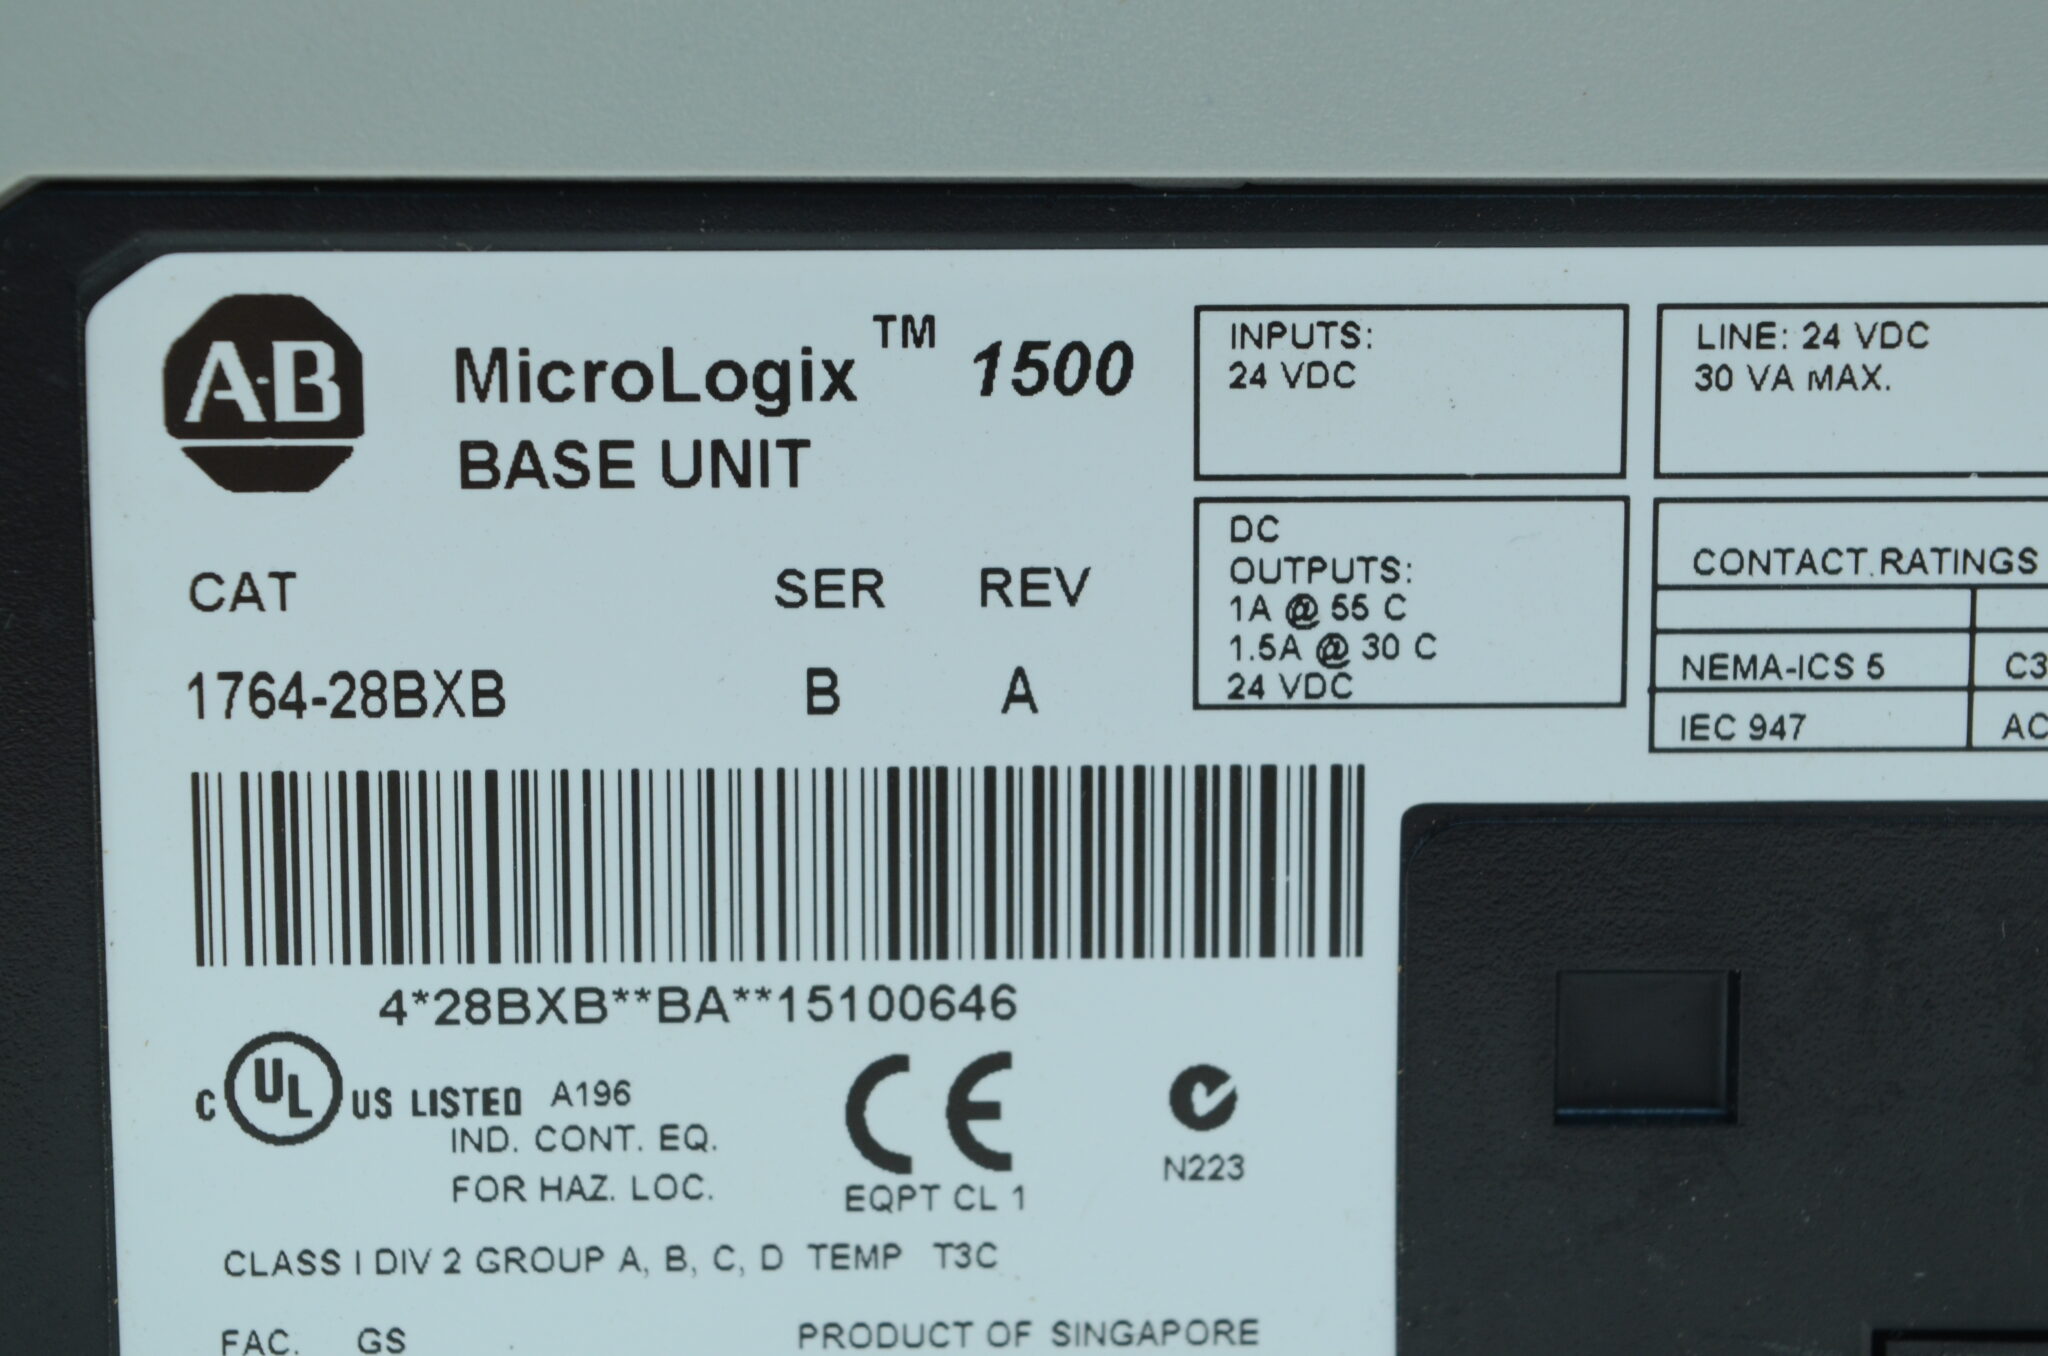 A-B
MicroLogix™ 1500
BASE UNIT
CAT SER REV
1764-28BXB B A
4*28BXB**BA**15100646
C UL US LISTED A196
IND. CONT. EQ.
FOR HAZ. LOC.
CE
EQPT CL 1
N223
CLASS I DIV 2 GROUP A, B, C, D TEMP T3C
FAC. GS PRODUCT OF SINGAPORE
INPUTS:
24 VDC
LINE: 24 VDC
30 VA MAX.
DC
OUTPUTS:
1A @ 55 C
1.5A @ 30 C
24 VDC
CONTACT.RATINGS
NEMA-ICS 5 C3
IEC 947 AC